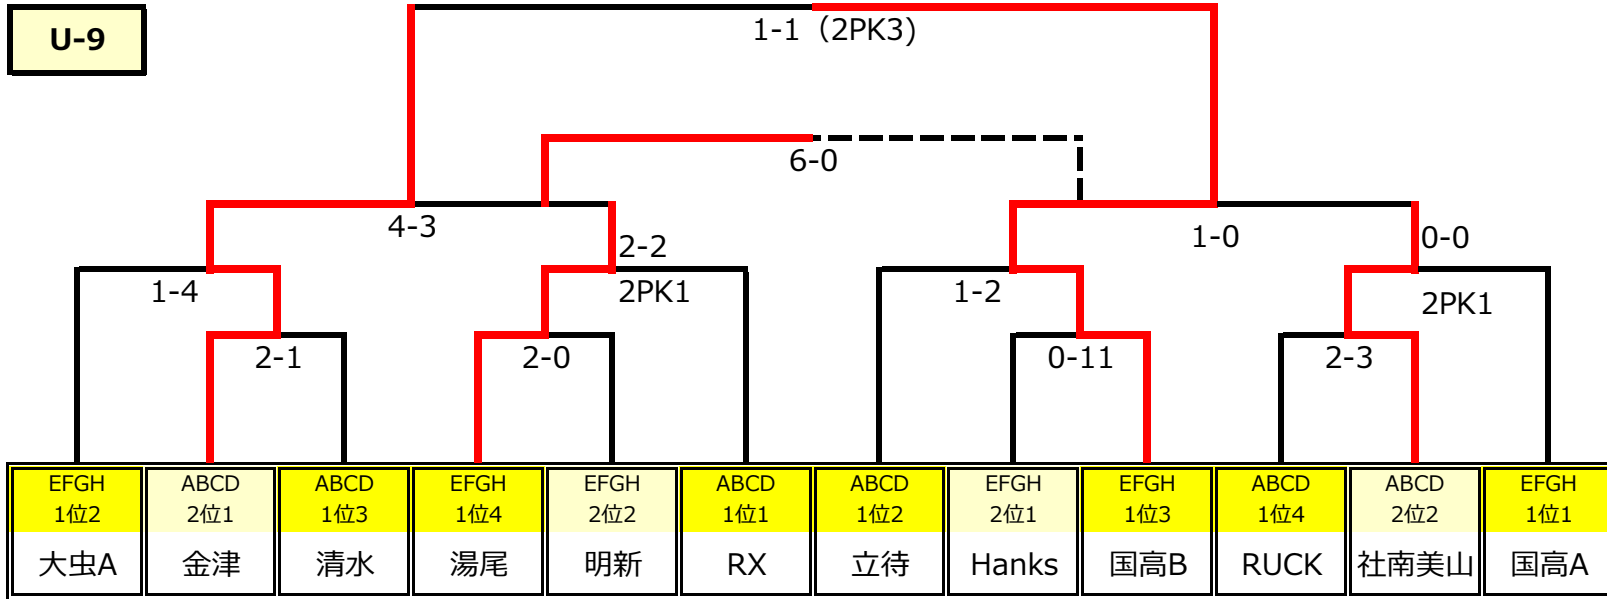 U-9
1-1（2PK3)
6-0
4-3
2-2
1-0
0-0
1-4
2PK1
1-2
2PK1
2-1
2-0
0-11
2-3
EFGH ABCD ABCD EFGH EFGH ABCD ABCD EFGH EFGH ABCD ABCD EFGH
1位2 2位1 1位3 1位4 2位2 1位1 1位2 2位1 1位3 1位4 2位2 1位1
大虫A 金津 清水 湯尾 明新 RX 立待 Hanks 国高B RUCK 社南美山 国高A